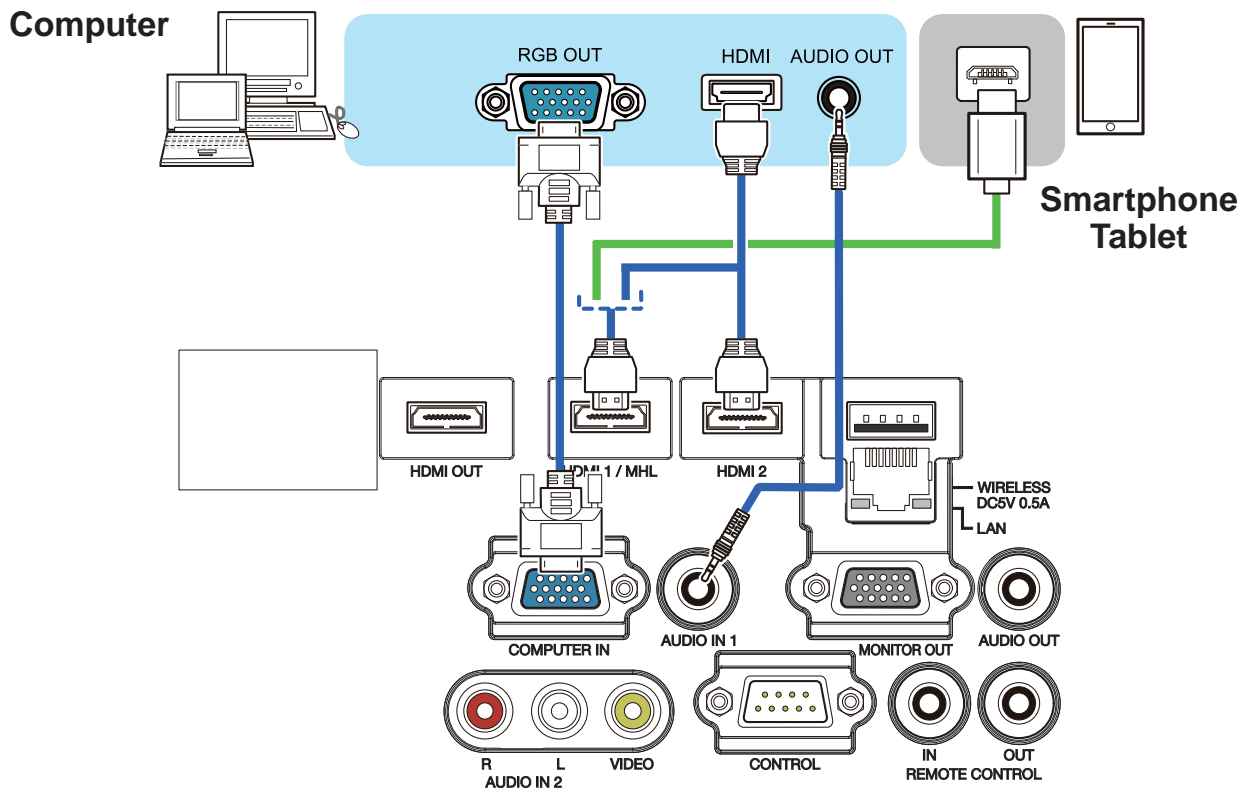 Computer
RGB OUT
HDMI
AUDIO OUT
Smartphone
Tablet
HDMI OUT
HDMI 1 / MHL
HDMI 2
WIRELESS
DC5V 0.5A
LAN
COMPUTER IN
AUDIO IN 1
MONITOR OUT
AUDIO OUT
R
L
VIDEO
AUDIO IN 2
CONTROL
IN
OUT
REMOTE CONTROL